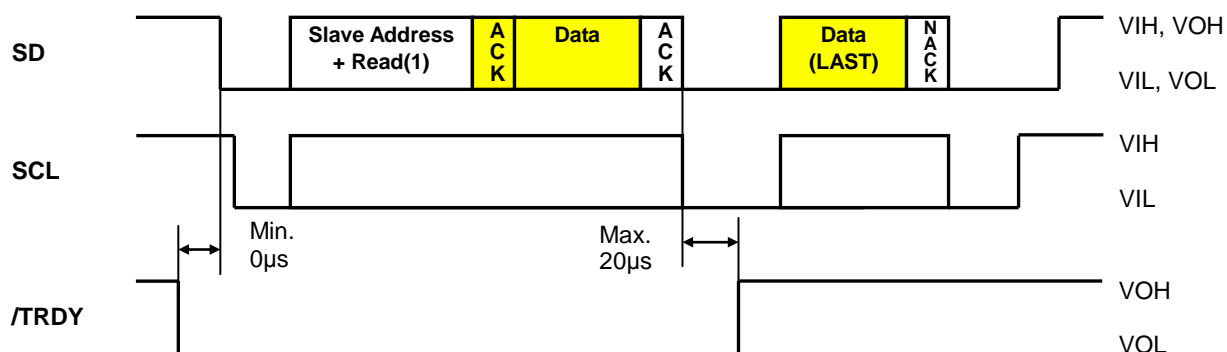 SD
Slave Address
+ Read(1)
A
C
K
Data
A
C
K
Data
(LAST)
N
A
C
K
VIH, VOH
VIL, VOL
SCL
VIH
VIL
Min.
0µs
Max.
20µs
/TRDY
VOH
VOL